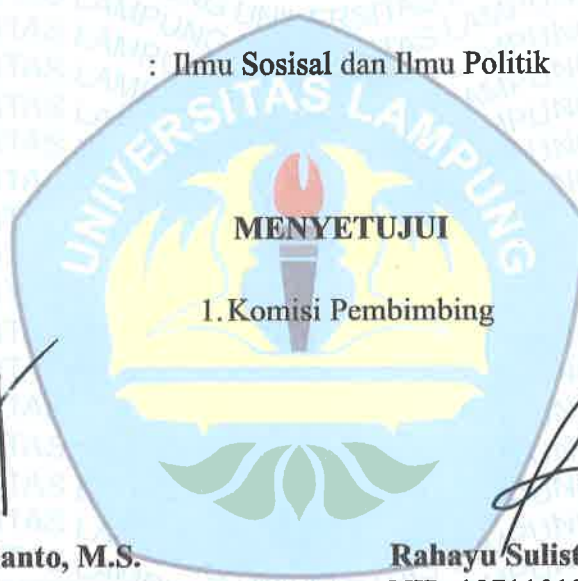 : Ilmu Sosisal dan Ilmu Politik
UNIVERSITAS LAMPUNG
MENYETUJUI
1. Komisi Pembimbing
anto, M.S.
Rahayu Sulist